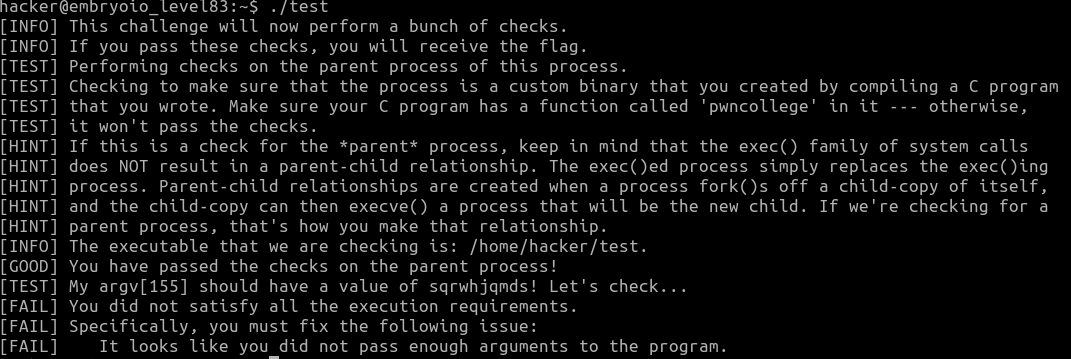 hacker@embryoio_level83:~$ ./test
[INFO] This challenge will now perform a bunch of checks.
[INFO] If you pass these checks, you will receive the flag.
[TEST] Performing checks on the parent process of this process.
[TEST] Checking to make sure that the process is a custom binary that you created by compiling a C program
[TEST] that you wrote. Make sure your C program has a function called 'pwncollege' in it --- otherwise,
[TEST] it won't pass the checks.
[HINT] If this is a check for the *parent* process, keep in mind that the exec() family of system calls
[HINT] does NOT result in a parent-child relationship. The exec()ed process simply replaces the exec()ing
[HINT] process. Parent-child relationships are created when a process fork()s off a child-copy of itself,
[HINT] and the child-copy can then execve() a process that will be the new child. If we're checking for a
[HINT] parent process, that's how you make that relationship.
[INFO] The executable that we are checking is: /home/hacker/test.
[GOOD] You have passed the checks on the parent process!
[TEST] My argv[155] should have a value of sqrwhjqmds! Let's check...
[FAIL] You did not satisfy all the execution requirements.
[FAIL] Specifically, you must fix the following issue:
[FAIL]    It looks like you did not pass enough arguments to the program.